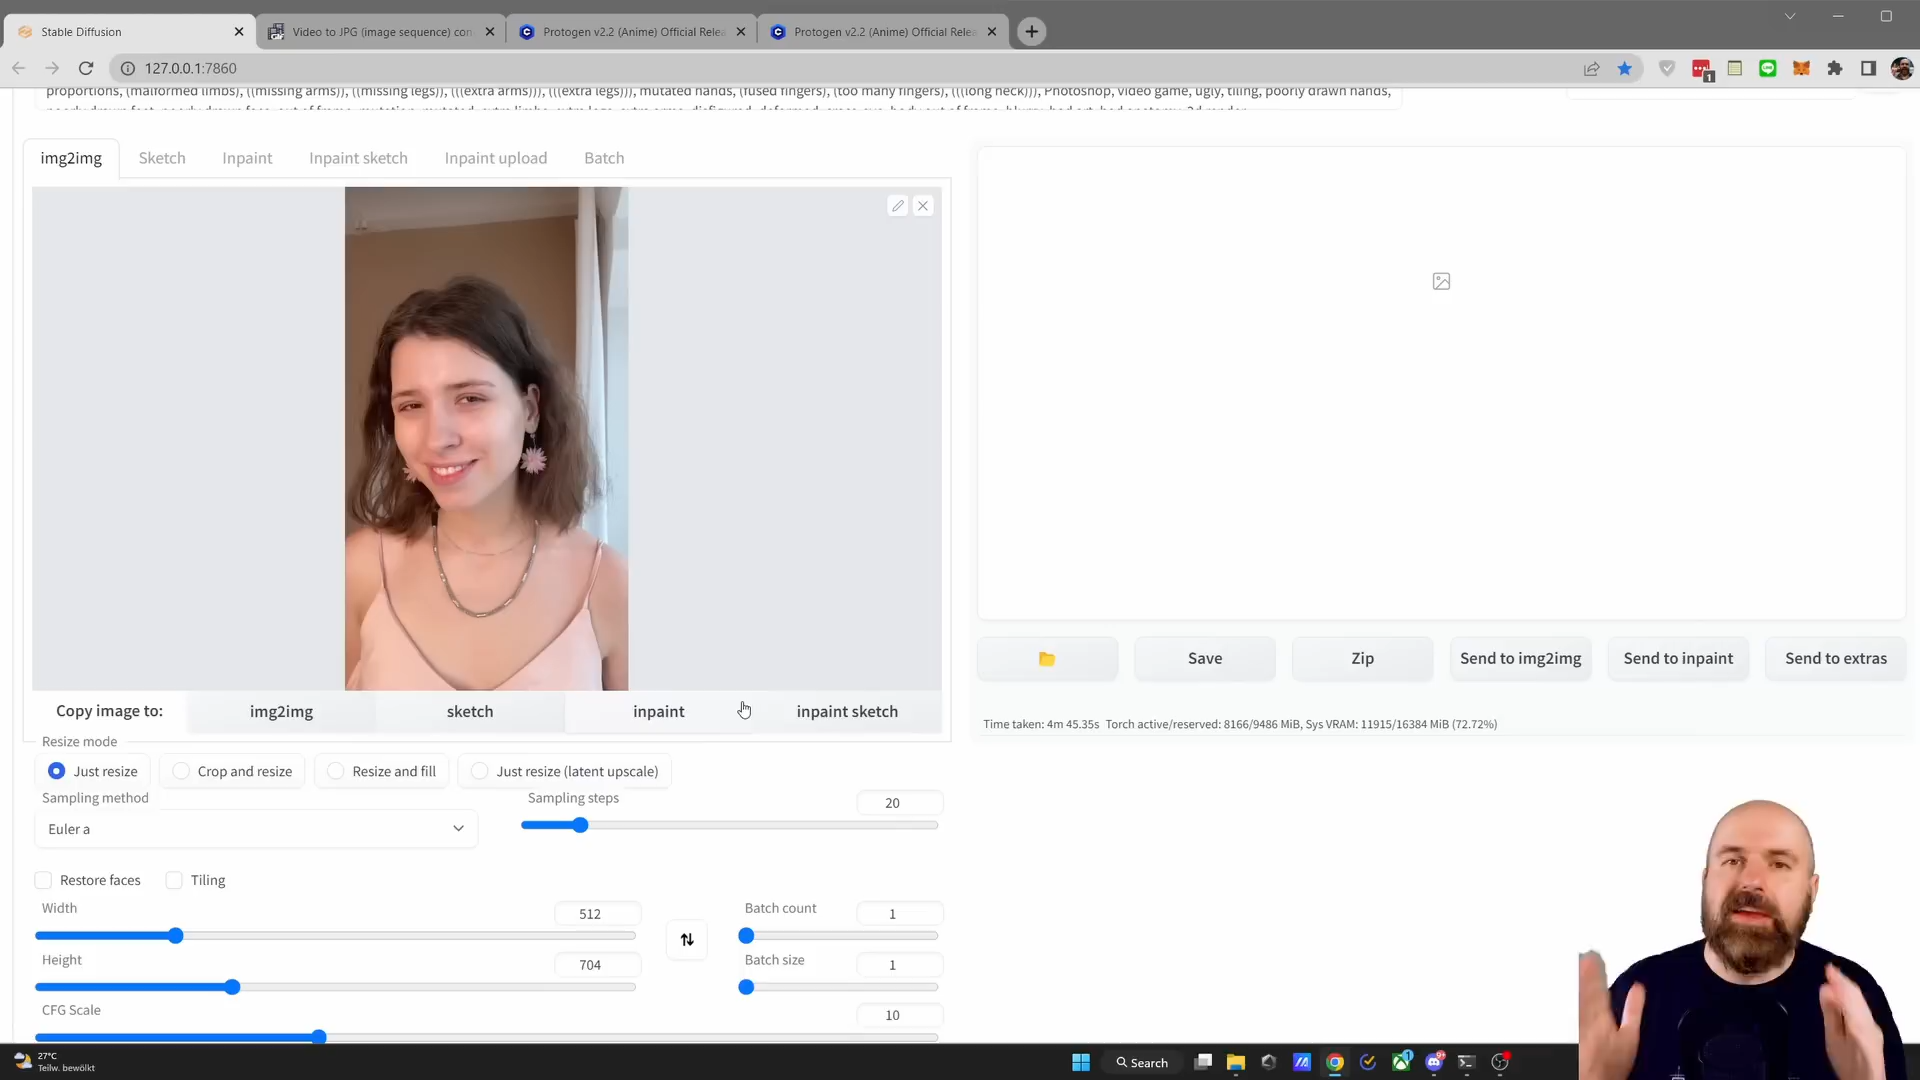 Stable Diffusion
Video to JPG (image sequence) con
Protogen v2.2 (Anime) Official Relea
Protogen v2.2 (Anime) Official Relea
127.0.0.1:7860
1
proportions, (malformed limbs), ((missing arms)), ((missing legs)), (((extra arms))), (((extra legs))), mutated hands, (fused fingers), (too many fingers), (((long neck))), Photoshop, video game, ugly, tiling, poorly drawn hands,
img2img Sketch Inpaint Inpaint sketch Inpaint upload Batch
Copy image to: img2img sketch inpaint inpaint sketch
Save Zip Send to img2img Send to inpaint Send to extras
Time taken: 4m 45.35s Torch active/reserved: 8166/9486 MiB, Sys VRAM: 11915/16384 MiB (72.72%)
Resize mode
Just resize Crop and resize Resize and fill Just resize (latent upscale)
Sampling method
Euler a
Sampling steps
20
Restore faces Tiling
Width
512
Batch count
1
Height
704
Batch size
1
CFG Scale
10
27°C
Teilw. bewölkt
Search